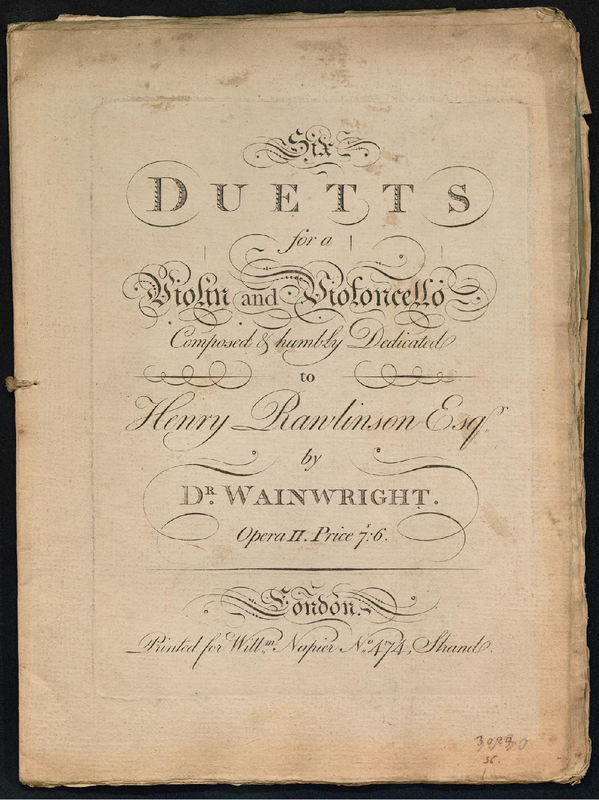 Six
DUETTS
for a
Violin and Violoncello
Composed & humbly Dedicated
to
Henry Rawlinson Esqr.
by
DR. WAINWRIGHT.
Opera II. Price 7s:6.
London.
Printed for Willm. Napier No. 474, Strand.